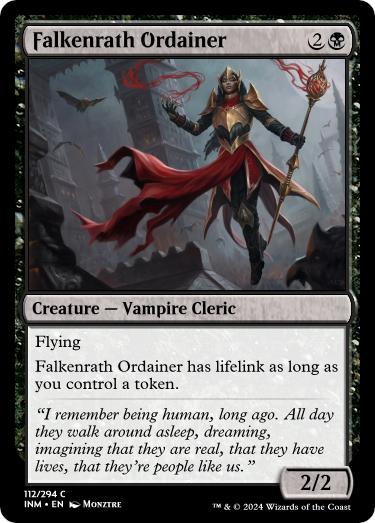 Falkenrath Ordainer 2
Creature — Vampire Cleric
Flying
Falkenrath Ordainer has lifelink as long as
you control a token.
“I remember being human, long ago. All day
they walk around asleep, dreaming,
imagining that they are real, that they have
lives, that they’re people like us.”
2/2
112/294 C
INM • EN Monztre
™ & © 2024 Wizards of the Coast